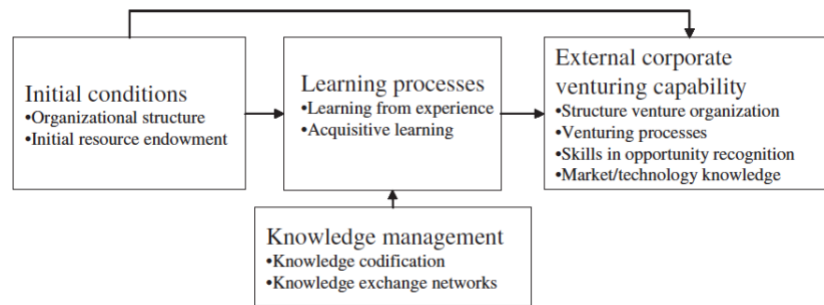 Initial conditions
•Organizational structure
•Initial resource endowment
Learning processes
•Learning from experience
•Acquisitive learning
External corporate
venturing capability
•Structure venture organization
•Venturing processes
•Skills in opportunity recognition
•Market/technology knowledge
Knowledge management
•Knowledge codification
•Knowledge exchange networks